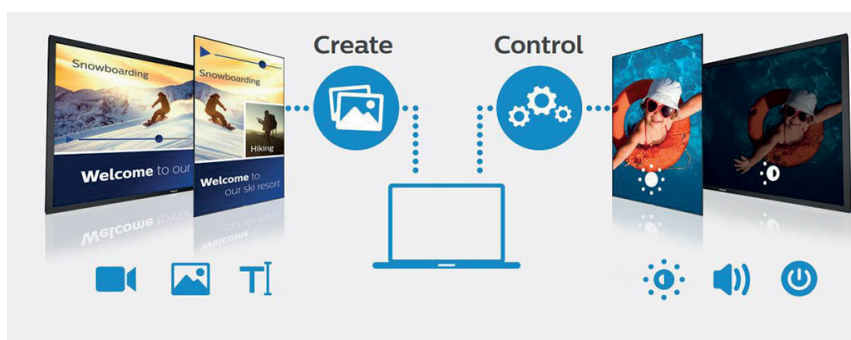 Create
Control
Snowboarding
Welcome to our
Snowboarding
Hiking
Welcome to
our ski resort
T